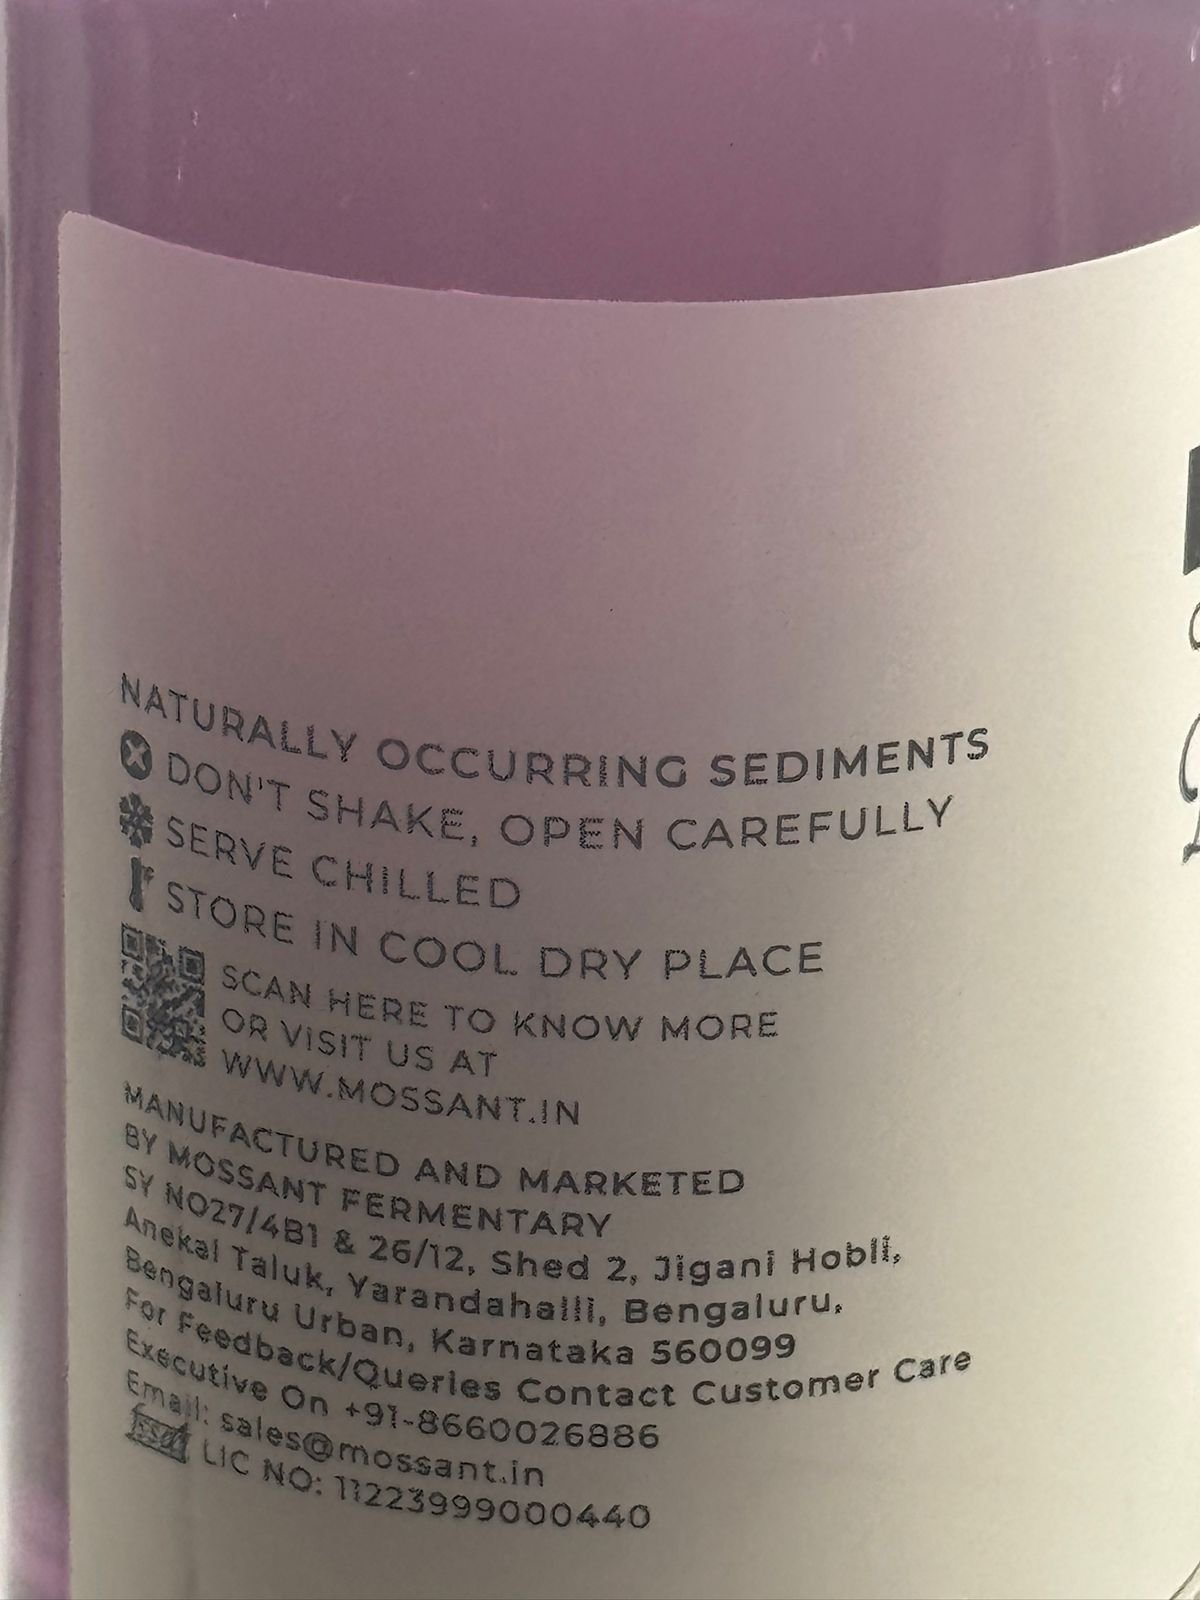 NATURALLY OCCURRING SEDIMENTS
DON'T SHAKE, OPEN CAREFULLY
SERVE CHILLED
STORE IN COOL DRY PLACE
SCAN HERE TO KNOW MORE
OR VISIT US AT
WWW.MOSSANT.IN
MANUFACTURED AND MARKETED
BY MOSSANT FERMENTARY
SY NO27/4B1 & 26/12, Shed 2, Jigani Hobli,
Anekal Taluk, Yarandahalli, Bengaluru,
Bengaluru Urban, Karnataka 560099
For Feedback/Queries Contact Customer Care
Executive On +91-8660026886
Email: sales@mossant.in
fssai LIC NO: 11223999000440